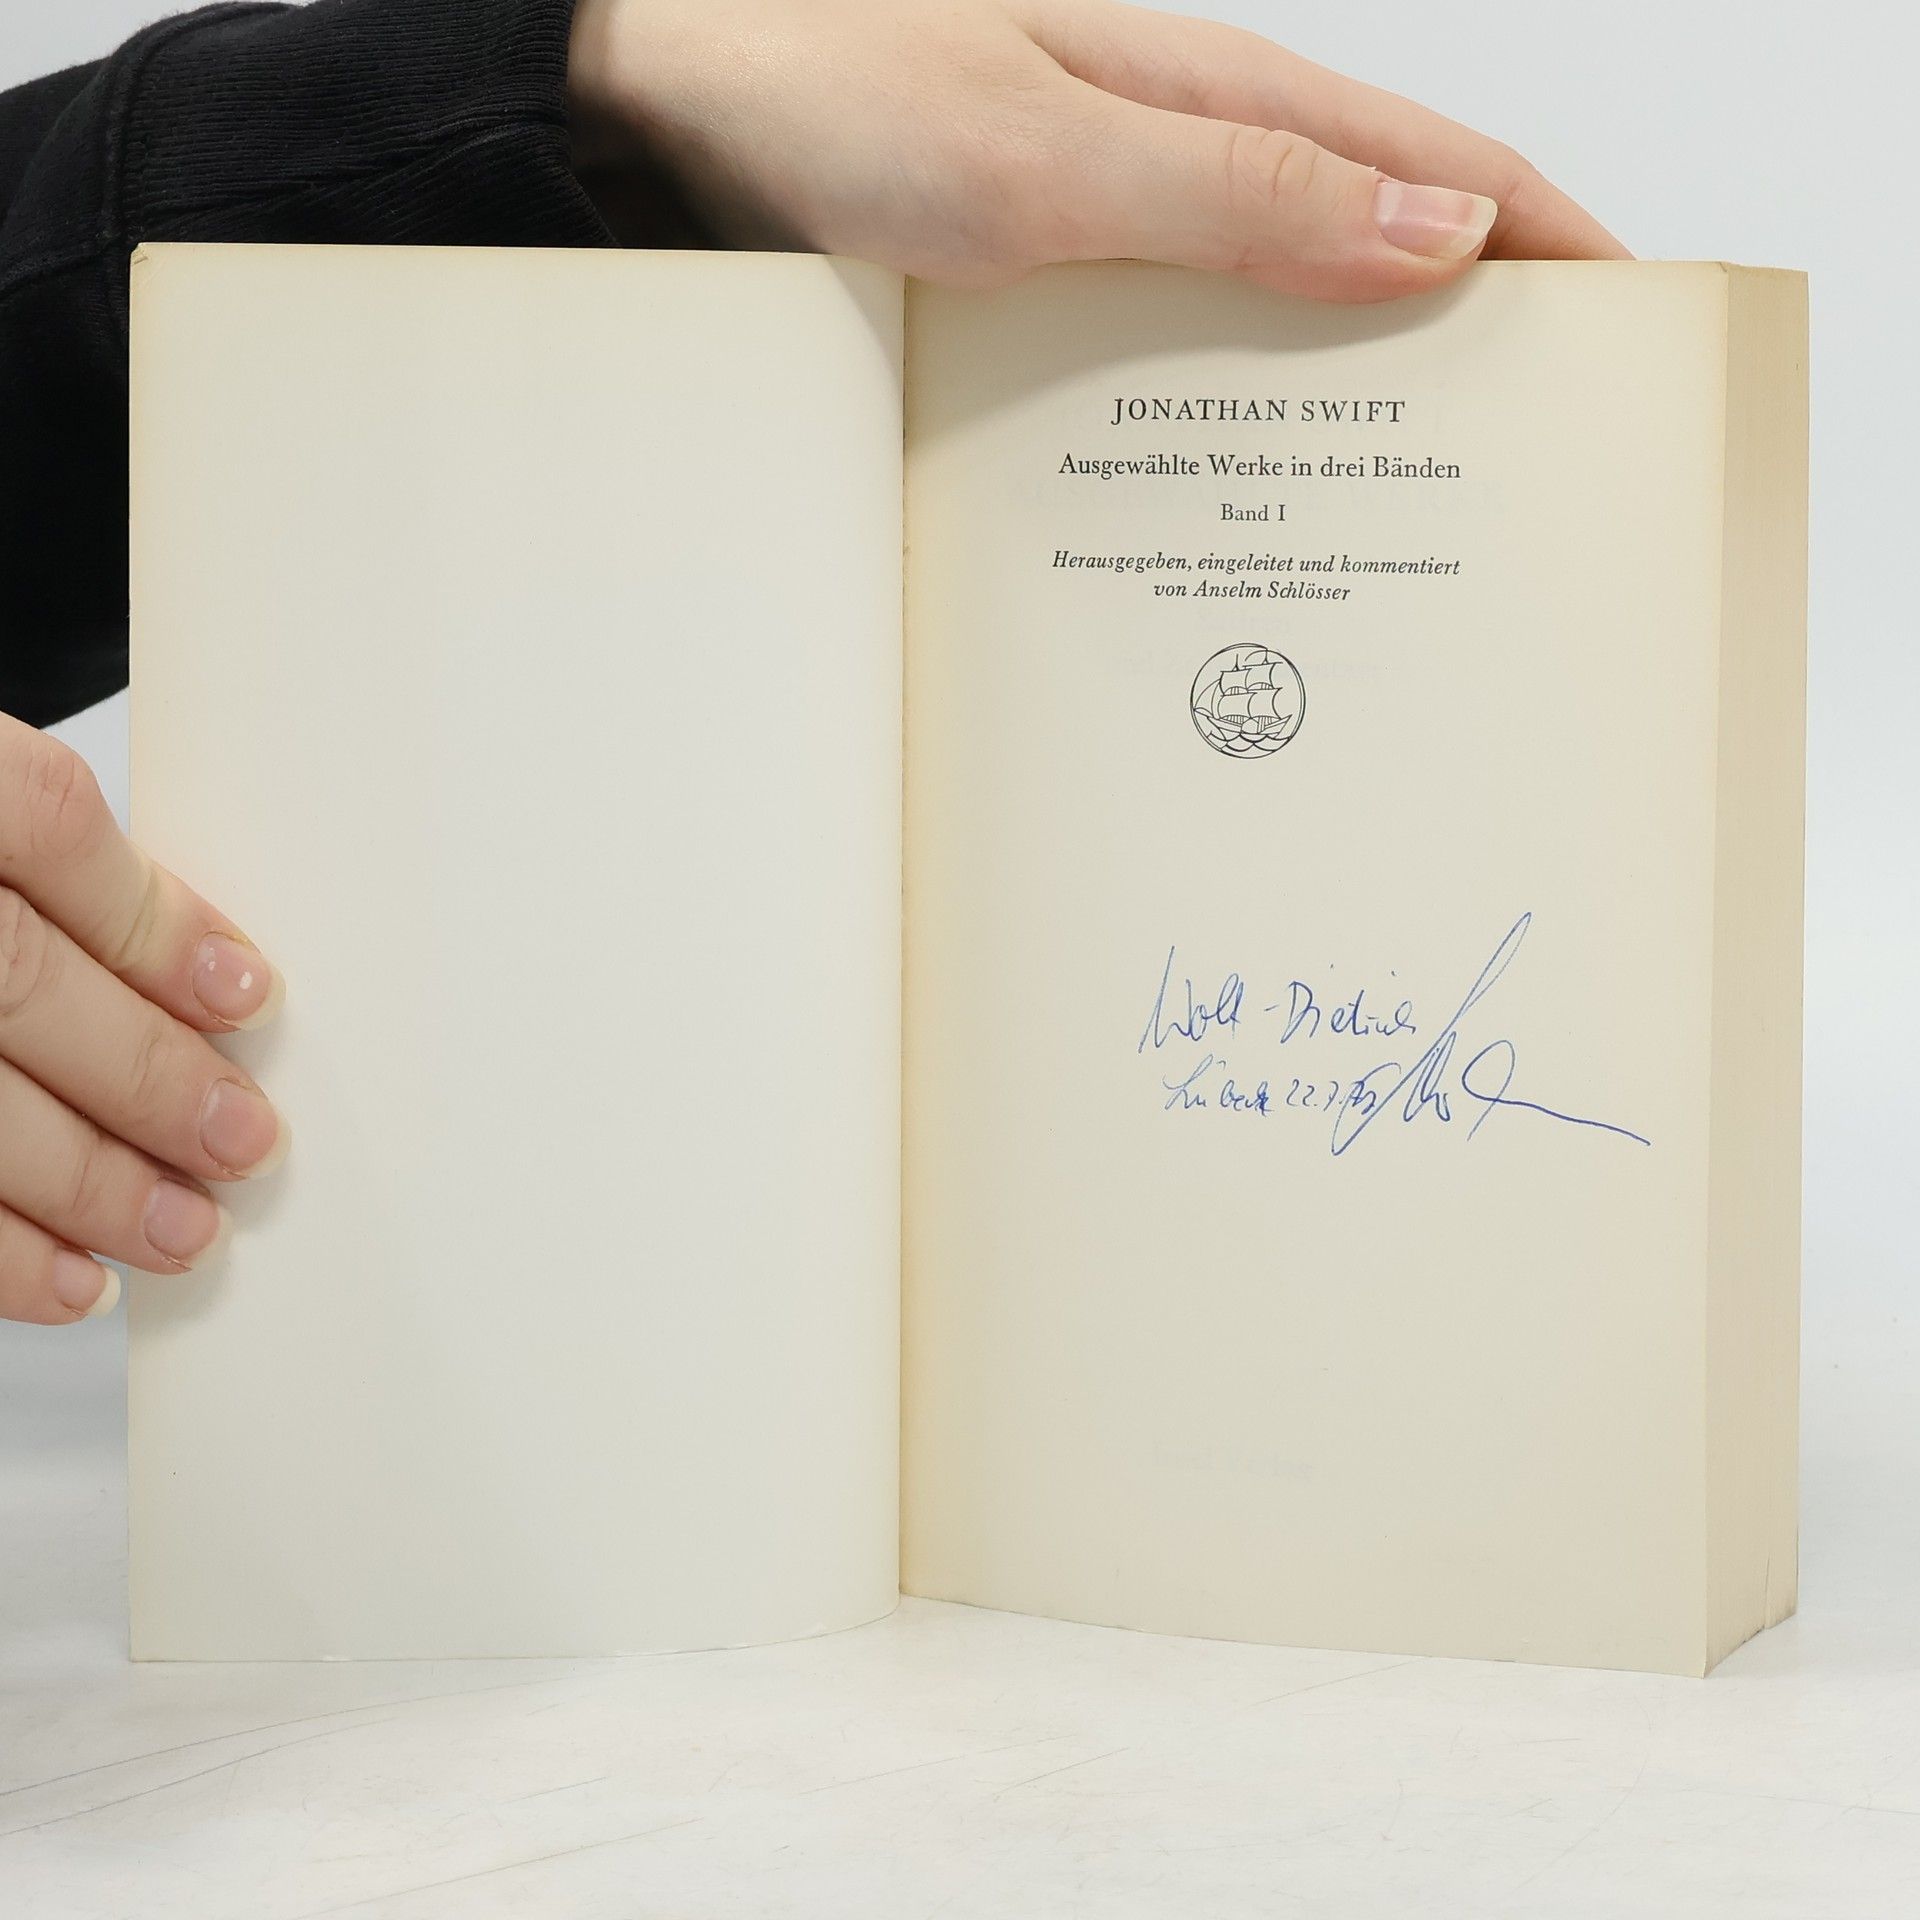 JONATHAN SWIFT
Ausgewählte Werke in drei Bänden
Band I
Herausgegeben, eingeleitet und kommentiert
von Anselm Schlösser
Wolf-Dietrich
Lübeck 22.7.